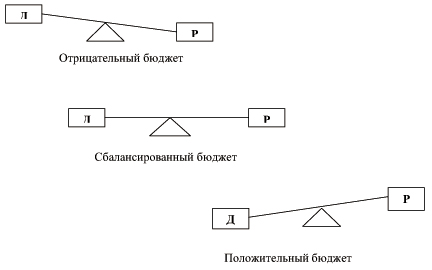 Д Р
Отрицательный бюджет
Д Р
Сбалансированный бюджет
Д Р
Положительный бюджет